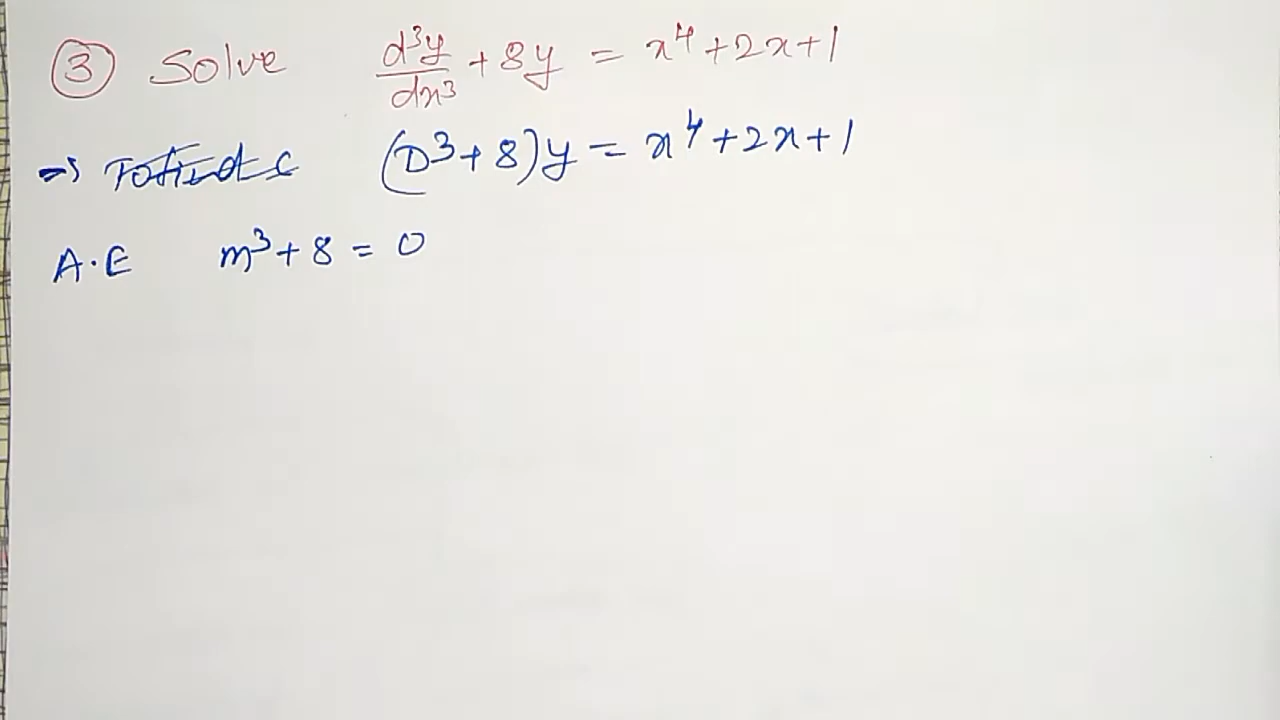 ③ Solve d³y/dx³ + 8y = x⁴ + 2x + 1
⇒ (D³ + 8)y = x⁴ + 2x + 1
A.E m³ + 8 = 0